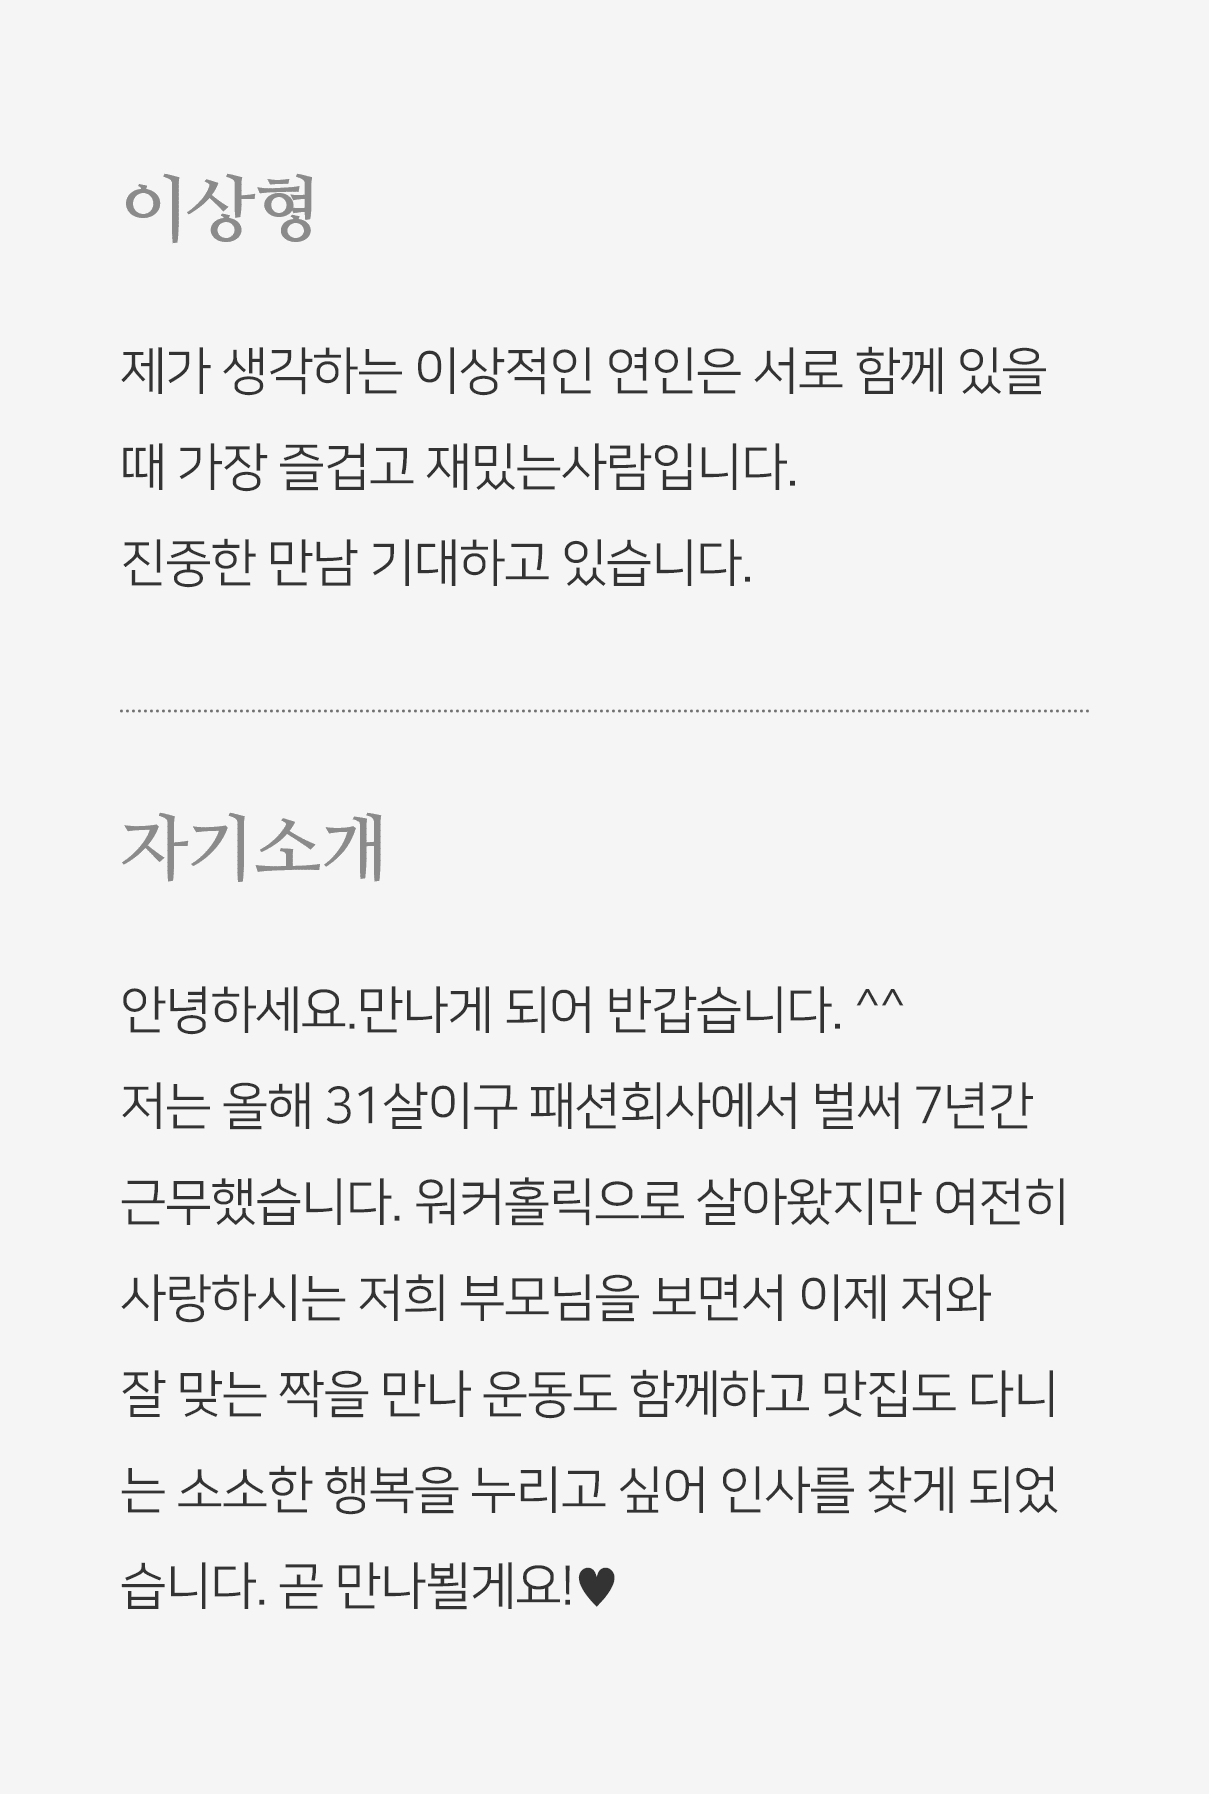 이상형
제가 생각하는 이상적인 연인은 서로 함께 있을
때 가장 즐겁고 재밌는사람입니다.
진중한 만남 기대하고 있습니다.
자기소개
안녕하세요.만나게 되어 반갑습니다. ^^
저는 올해 31살이구 패션회사에서 벌써 7년간
근무했습니다. 워커홀릭으로 살아왔지만 여전히
사랑하시는 저희 부모님을 보면서 이제 저와
잘 맞는 짝을 만나 운동도 함께하고 맛집도 다니
는 소소한 행복을 누리고 싶어 인사를 찾게 되었
습니다. 곧 만나뵐게요!♥